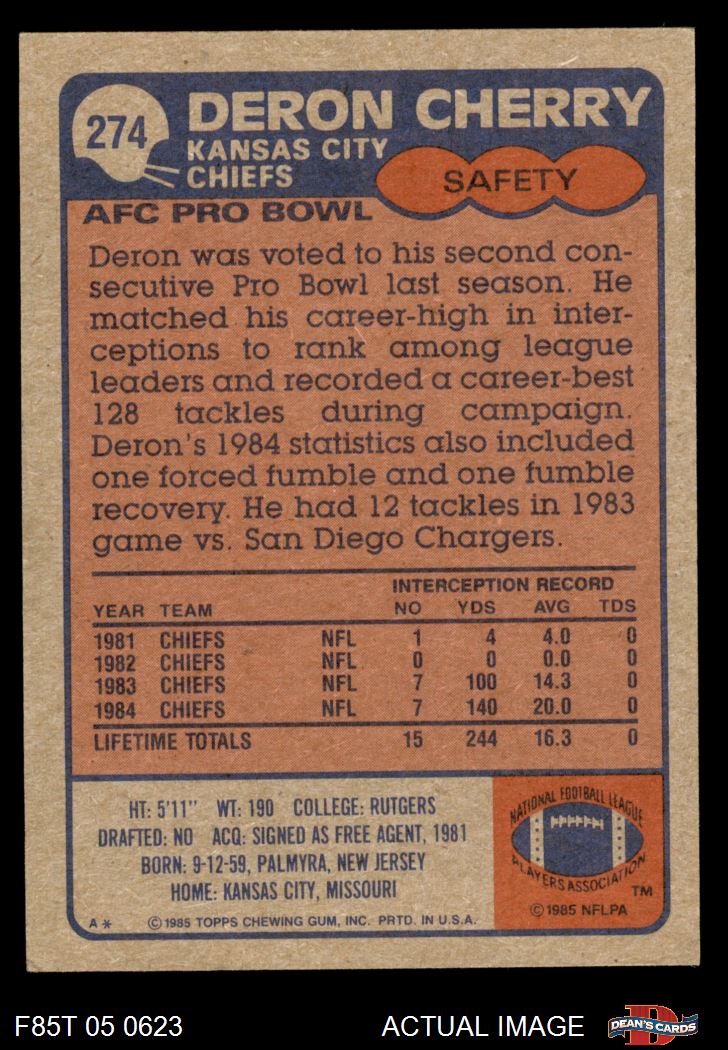 274
DERON CHERRY
KANSAS CITY
CHIEFS
SAFETY
AFC PRO BOWL
Deron was voted to his second con-
secutive Pro Bowl last season. He
matched his career-high in inter-
ceptions to rank among league
leaders and recorded a career-best
128 tackles during campaign.
Deron's 1984 statistics also included
one forced fumble and one fumble
recovery. He had 12 tackles in 1983
game vs. San Diego Chargers.
INTERCEPTION RECORD
YEAR TEAM NO YDS AVG TDS
1981 CHIEFS NFL 1 4 4.0 0
1982 CHIEFS NFL 0 0 0.0 0
1983 CHIEFS NFL 7 100 14.3 0
1984 CHIEFS NFL 7 140 20.0 0
LIFETIME TOTALS 15 244 16.3 0
HT: 5'11" WT: 190 COLLEGE: RUTGERS
DRAFTED: NO ACQ: SIGNED AS FREE AGENT, 1981
BORN: 9-12-59, PALMYRA, NEW JERSEY
HOME: KANSAS CITY, MISSOURI
A* © 1985 TOPPS CHEWING GUM, INC. PRTD. IN U.S.A.
NATIONAL FOOTBALL LEAGUE
PLAYERS ASSOCIATION
TM
© 1985 NFLPA
F85T 05 0623
ACTUAL IMAGE
D
DEAN'S CARDS